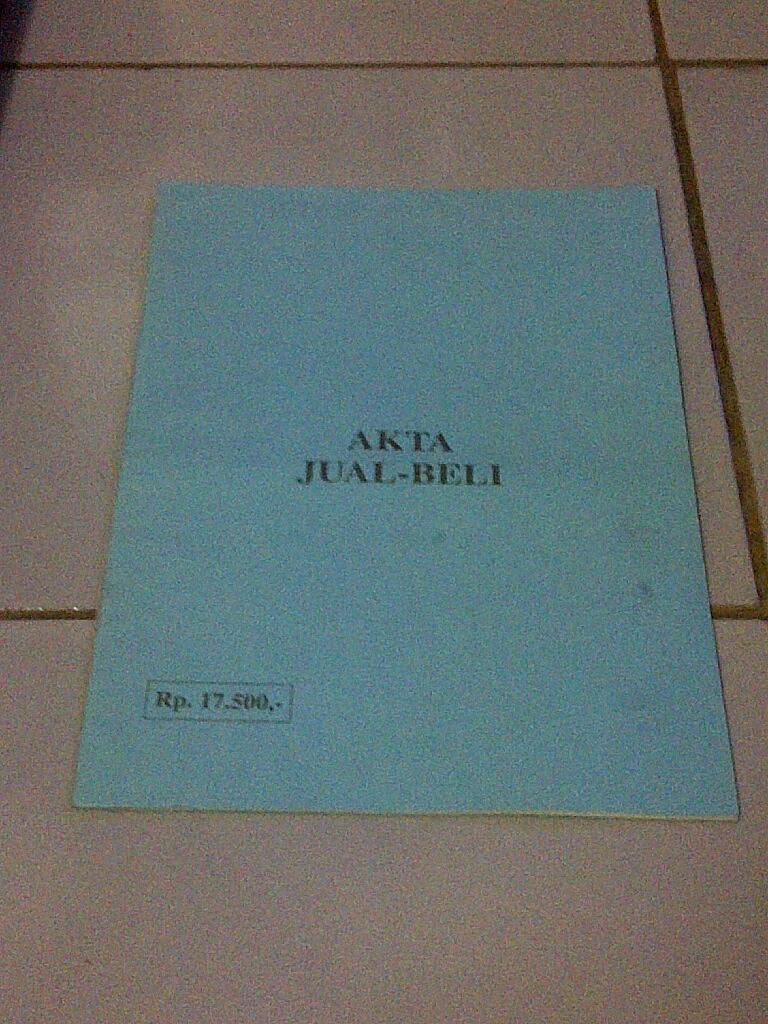 AKTA
JUAL-BELI
Rp. 17.500,-